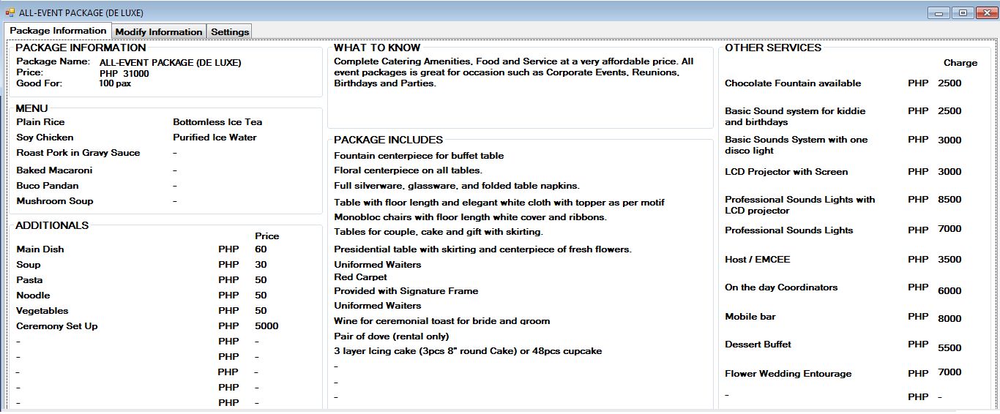 ALL-EVENT PACKAGE (DE LUXE)
Package Information Modify Information Settings
PACKAGE INFORMATION
Package Name: ALL-EVENT PACKAGE (DE LUXE)
Price: PHP 31000
Good For: 100 pax
MENU
Plain Rice Bottomless Ice Tea
Soy Chicken Purified Ice Water
Roast Pork in Gravy Sauce -
Baked Macaroni -
Buco Pandan -
Mushroom Soup -
ADDITIONALS
Price
Main Dish PHP 60
Soup PHP 30
Pasta PHP 50
Noodle PHP 50
Vegetables PHP 50
Ceremony Set Up PHP 5000
- PHP -
- PHP -
- PHP -
- PHP -
- PHP -
WHAT TO KNOW
Complete Catering Amenities, Food and Service at a very affordable price. All
event packages is great for occasion such as Corporate Events, Reunions,
Birthdays and Parties.
PACKAGE INCLUDES
Fountain centerpiece for buffet table
Floral centerpiece on all tables.
Full silverware, glassware, and folded table napkins.
Table with floor length and elegant white cloth with topper as per motif
Monobloc chairs with floor length white cover and ribbons.
Tables for couple, cake and gift with skirting.
Presidential table with skirting and centerpiece of fresh flowers.
Uniformed Waiters
Red Carpet
Provided with Signature Frame
Uniformed Waiters
Wine for ceremonial toast for bride and groom
Pair of dove (rental only)
3 layer Icing cake (3pcs 8" round Cake) or 48pcs cupcake
-
-
-
OTHER SERVICES
Charge
Chocolate Fountain available PHP 2500
Basic Sound system for kiddie
and birthdays PHP 2500
Basic Sounds System with one
disco light PHP 3000
LCD Projector with Screen PHP 3000
Professional Sounds Lights with
LCD projector PHP 8500
Professional Sounds Lights PHP 7000
Host / EMCEE PHP 3500
On the day Coordinators PHP 6000
Mobile bar PHP 8000
Dessert Buffet PHP 5500
Flower Wedding Entourage PHP 7000
- PHP -